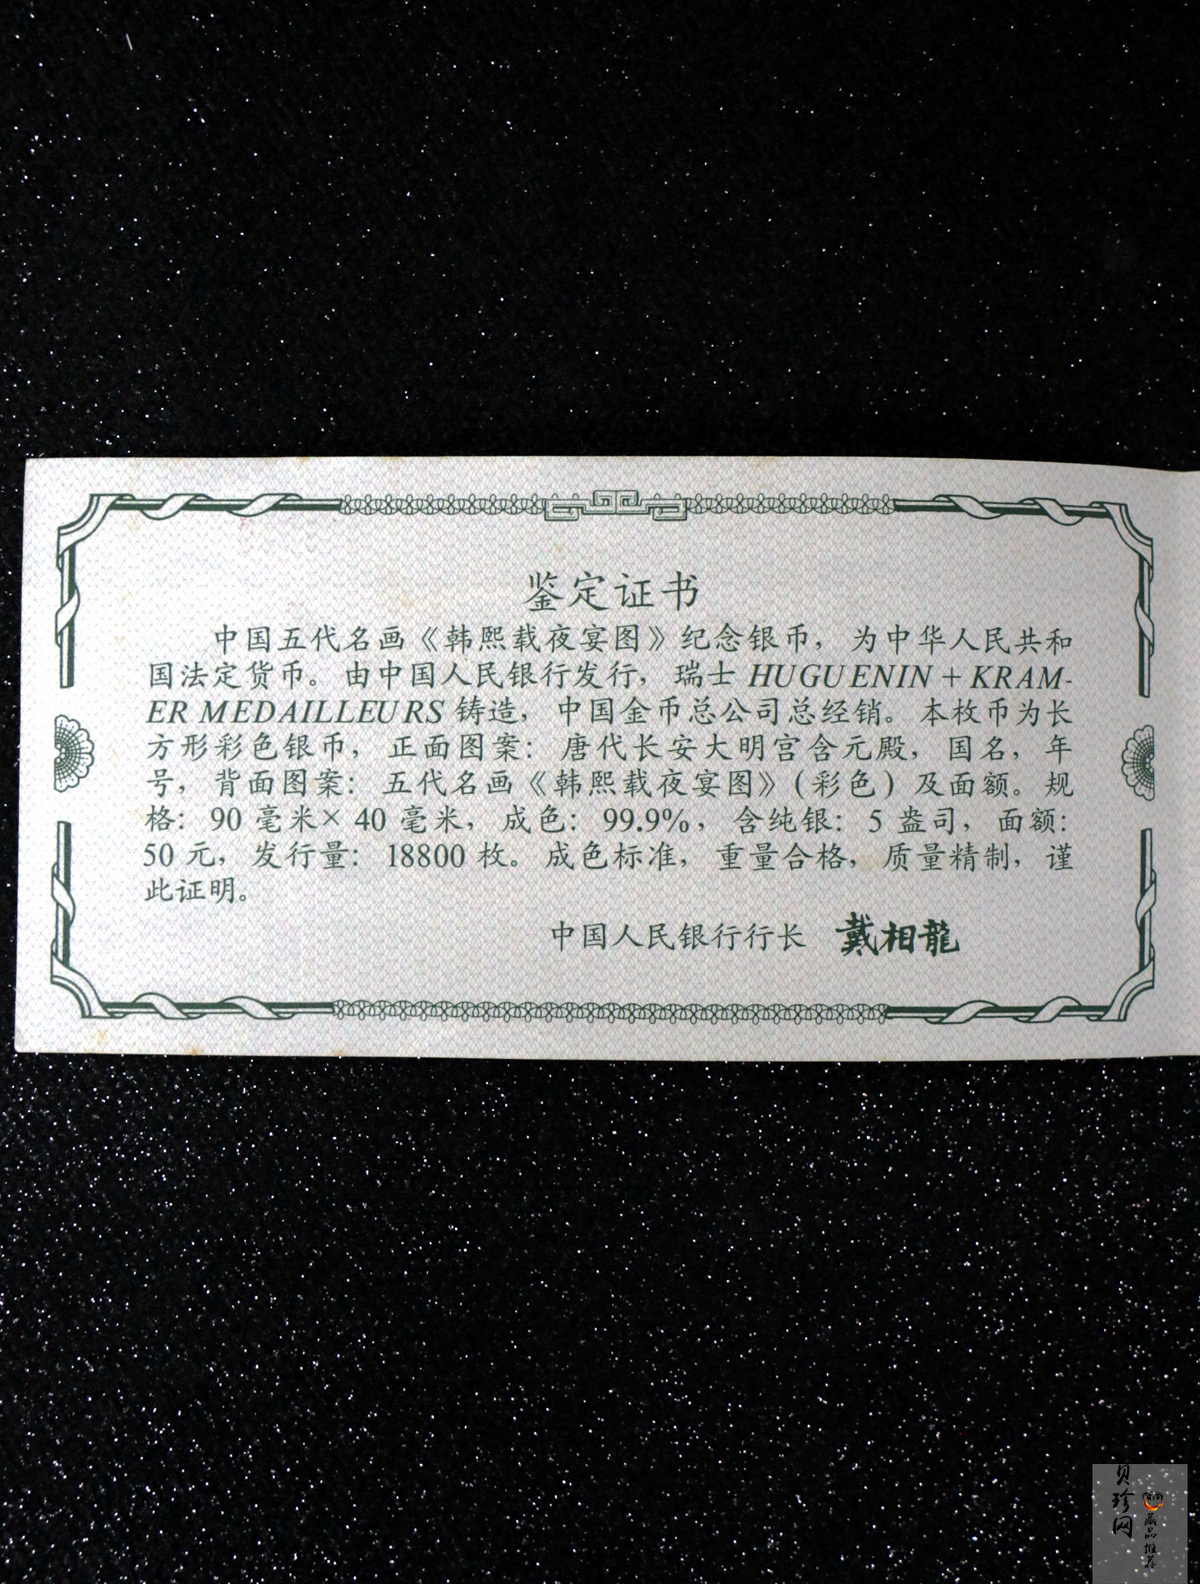 鉴定证书
中国五代名画《韩熙载夜宴图》纪念银币，为中华人民共和
国法定货币。由中国人民银行发行，瑞士 HUGUENIN + KRAM-
ER MEDAILLEURS 铸造，中国金币总公司总经销。本枚币为长
方形彩色银币，正面图案：唐代长安大明宫含元殿，国名，年
号，背面图案：五代名画《韩熙载夜宴图》(彩色) 及面额。规
格：90 毫米× 40 毫米，成色：99.9%，含纯银：5 盎司，面额：
50 元，发行量：18800 枚。成色标准，重量合格，质量精制，谨
此证明。
中国人民银行行长 戴相龍
贝珍网
藏品推荐